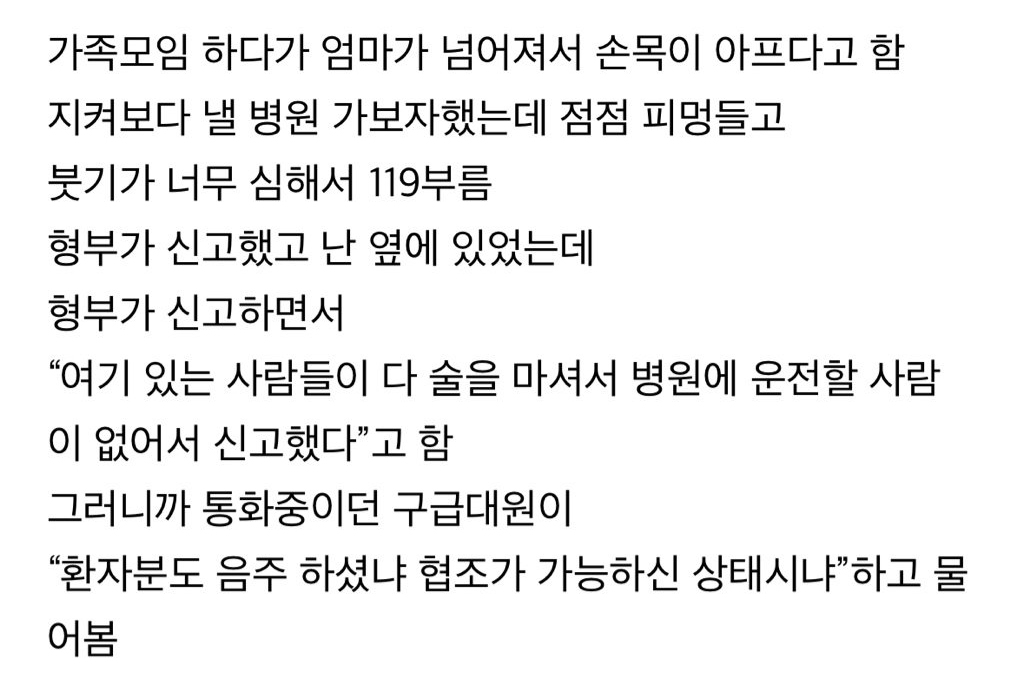 가족모임 하다가 엄마가 넘어져서 손목이 아프다고 함
지켜보다 낼 병원 가보자했는데 점점 피멍들고
붓기가 너무 심해서 119부름
형부가 신고했고 난 옆에 있었는데
형부가 신고하면서
“여기 있는 사람들이 다 술을 마셔서 병원에 운전할 사람
이 없어서 신고했다”고 함
그러니까 통화중이던 구급대원이
“환자분도 음주 하셨냐 협조가 가능하신 상태시냐”하고 물
어봄